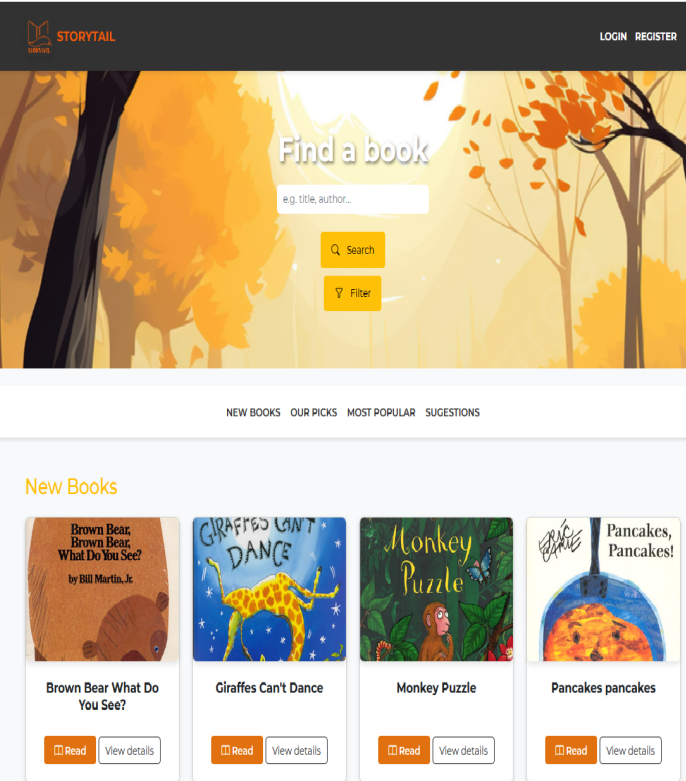 STORYTAIL
STORYTAIL
LOGIN REGISTER
Find a book
e.g. title, author...
Search
Filter
NEW BOOKS OUR PICKS MOST POPULAR SUGESTIONS
New Books
Brown Bear,
Brown Bear,
What Do You See?
by Bill Martin, Jr.
GIRAFFES CAN'T
DANCE
Monkey
Puzzle
ERIC
CARLE
Pancakes,
Pancakes!
Brown Bear What Do
You See?
Giraffes Can't Dance
Monkey Puzzle
Pancakes pancakes
Read View details
Read View details
Read View details
Read View details